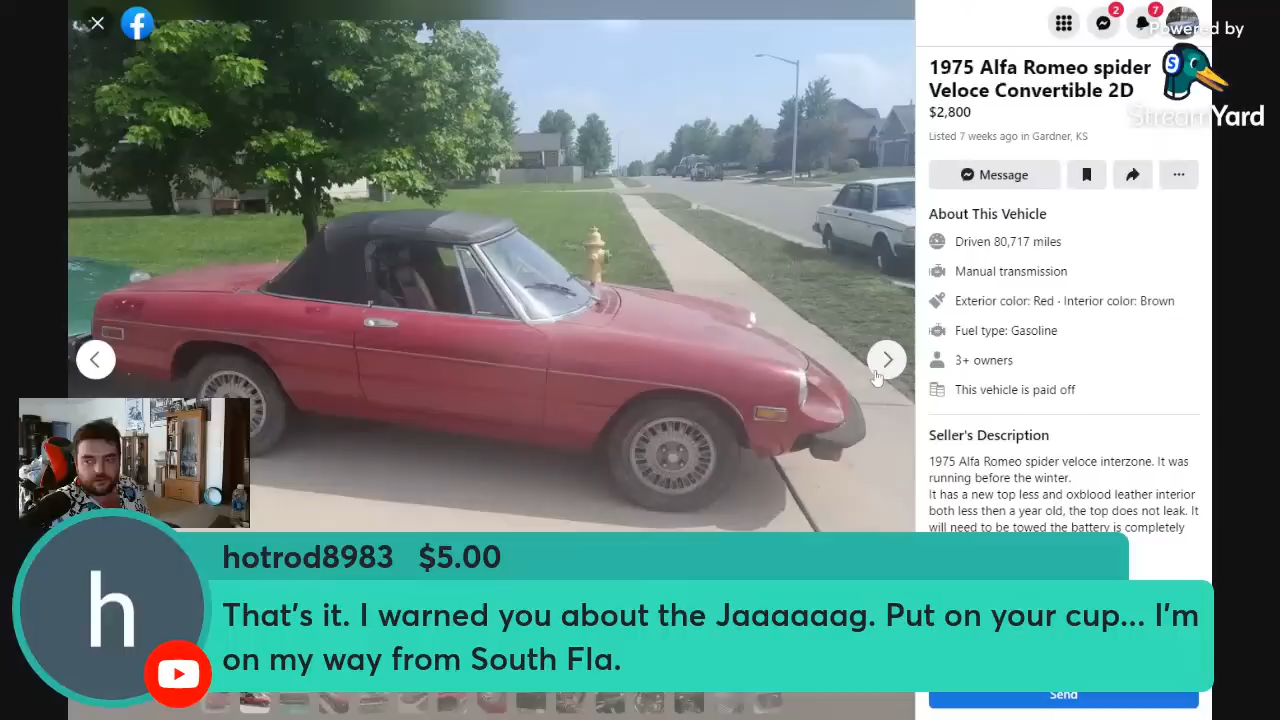 2
7
Powered by
S
StreamYard
1975 Alfa Romeo spider
Veloce Convertible 2D
$2,800
Listed 7 weeks ago in Gardner, KS
Message
About This Vehicle
Driven 80,717 miles
Manual transmission
Exterior color: Red · Interior color: Brown
Fuel type: Gasoline
3+ owners
This vehicle is paid off
Seller's Description
1975 Alfa Romeo spider veloce interzone. It was
running before the winter.
It has a new top less and oxblood leather interior
both less then a year old, the top does not leak. It
will need to be towed the battery is completely
h
hotrod8983 $5.00
That's it. I warned you about the Jaaaaaag. Put on your cup... I'm
on my way from South Fla.
Send